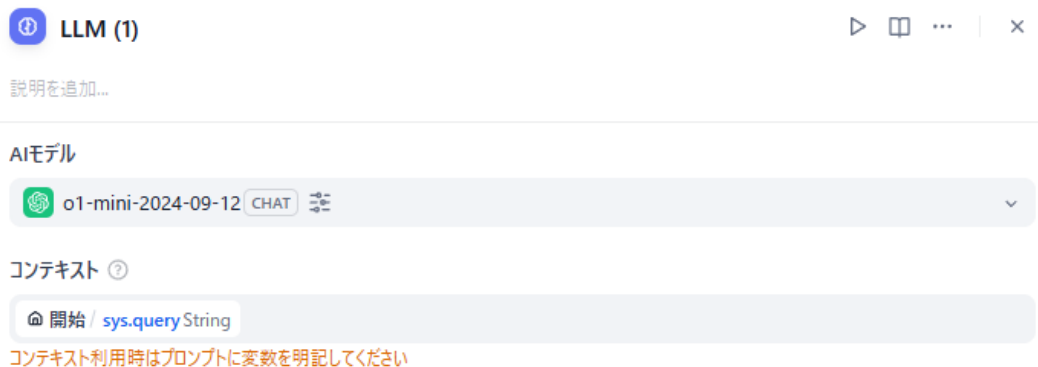 LLM (1)
説明を追加...
AIモデル
o1-mini-2024-09-12 CHAT
コンテキスト ?
開始 / sys.query String
コンテキスト利用時はプロンプトに変数を明記してください